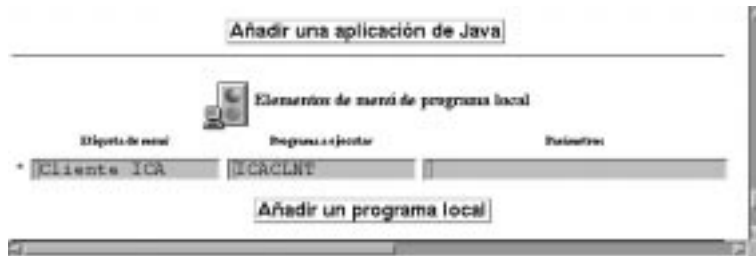 Añadir una aplicación de Java
Elementos de menú de programa local
Etiqueta de menú Programa a ejecutar Parámetros
* Cliente ICA ICACLNT
Añadir un programa local